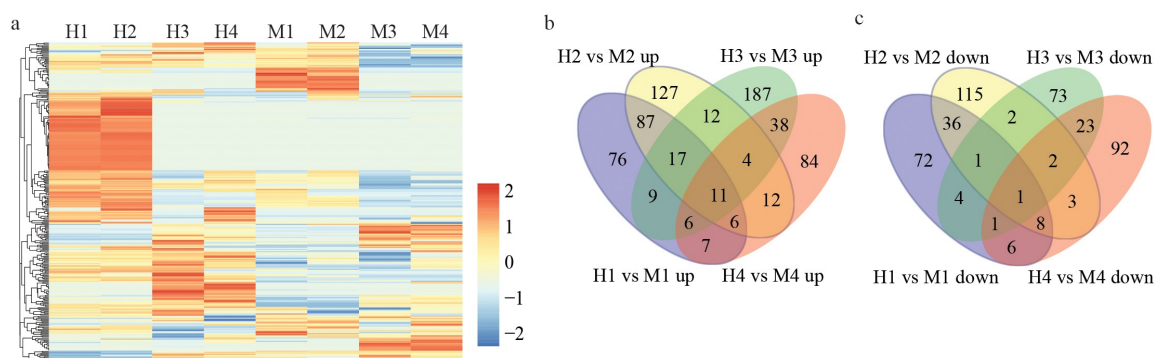 a
H1 H2 H3 H4 M1 M2 M3 M4
2
1
0
−1
−2
b
H2 vs M2 up
H3 vs M3 up
127
187
87
12
38
76
17
4
84
9
11
12
6
6
7
H1 vs M1 up
H4 vs M4 up
c
H2 vs M2 down
H3 vs M3 down
115
73
36
2
23
72
1
2
92
4
1
3
1
8
6
H1 vs M1 down
H4 vs M4 down